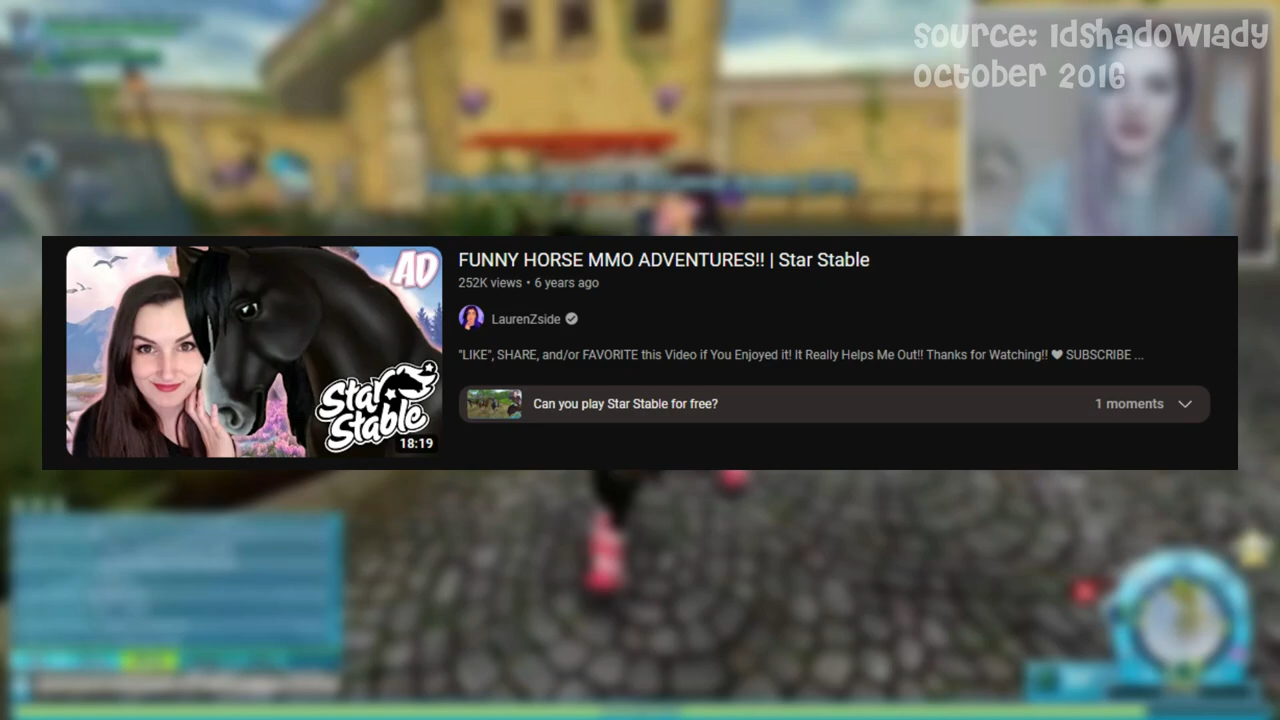 source: ldshadowlady
october 2016
AD
Star
Stable
18:19
FUNNY HORSE MMO ADVENTURES!! | Star Stable
252K views • 6 years ago
LaurenZside
"LIKE", SHARE, and/or FAVORITE this Video if You Enjoyed it! It Really Helps Me Out!! Thanks for Watching!! ♥ SUBSCRIBE ...
Can you play Star Stable for free?
1 moments